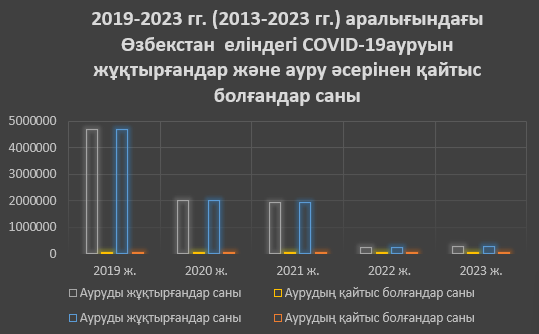 2019-2023 гг. (2013-2023 гг.) аралығындағы
Өзбекстан еліндегі COVID-19ауруын
жұқтырғандар және ауру әсерінен қайтыс
болғандар саны
5000000
4000000
3000000
2000000
1000000
0
2019 ж. 2020 ж. 2021 ж. 2022 ж. 2023 ж.
Ауруды жұқтырғандар саны Аурудың қайтыс болғандар саны
Ауруды жұқтырғандар саны Аурудың қайтыс болғандар саны